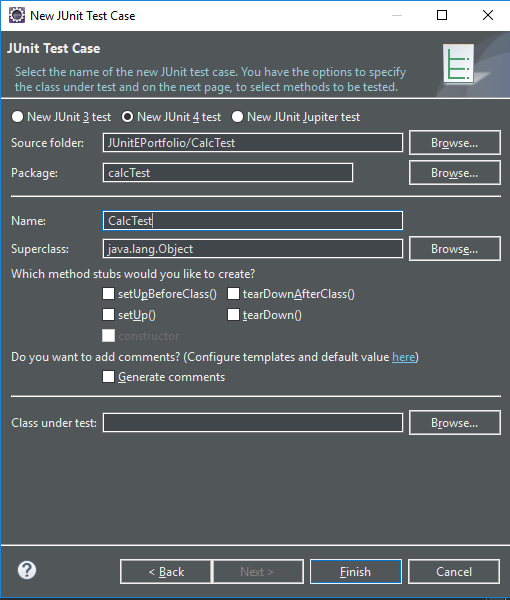 New JUnit Test Case
JUnit Test Case
Select the name of the new JUnit test case. You have the options to specify
the class under test and on the next page, to select methods to be tested.
New JUnit 3 test New JUnit 4 test New JUnit Jupiter test
Source folder: JUnitEPortfolio/CalcTest Browse...
Package: calcTest Browse...
Name: CalcTest
Superclass: java.lang.Object Browse...
Which method stubs would you like to create?
setUpBeforeClass() tearDownAfterClass()
setUp() tearDown()
constructor
Do you want to add comments? (Configure templates and default value here)
Generate comments
Class under test: Browse...
? < Back Next > Finish Cancel